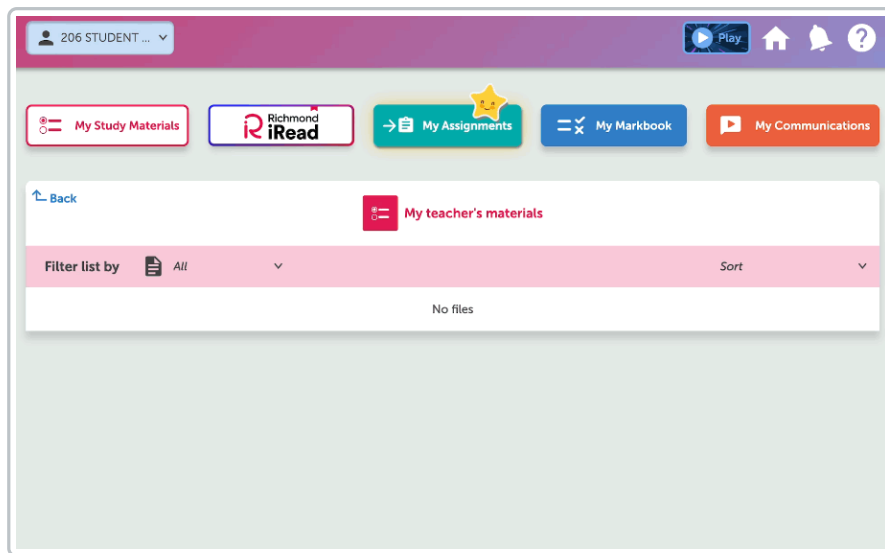 206 STUDENT ...
Play
My Study Materials
Richmond
iRead
My Assignments
My Markbook
My Communications
Back
My teacher's materials
Filter list by
All
Sort
No files